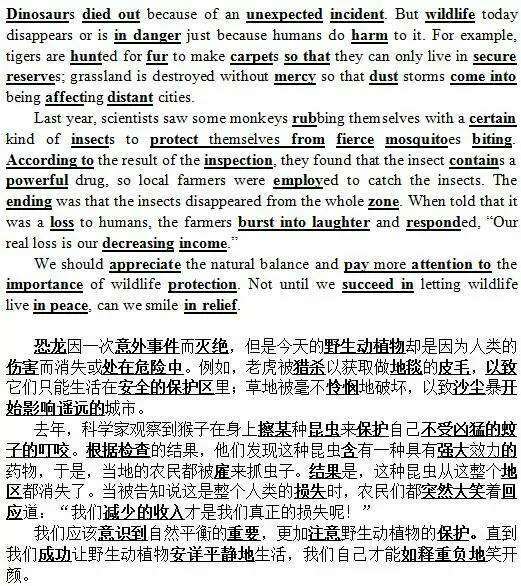 Dinosaurs died out because of an unexpected incident. But wildlife today
disappears or is in danger just because humans do harm to it. For example,
tigers are hunted for fur to make carpets so that they can only live in secure
reserves; grassland is destroyed without mercy so that dust storms come into
being affecting distant cities.
Last year, scientists saw some monkeys rubbing themselves with a certain
kind of insects to protect themselves from fierce mosquitoes biting.
According to the result of the inspection, they found that the insect contains a
powerful drug, so local farmers were employed to catch the insects. The
ending was that the insects disappeared from the whole zone. When told that it
was a loss to humans, the farmers burst into laughter and responded, “Our
real loss is our decreasing income.”
We should appreciate the natural balance and pay more attention to the
importance of wildlife protection. Not until we succeed in letting wildlife
live in peace, can we smile in relief.
恐龙因一次意外事件而灭绝，但是今天的野生动植物却是因为人类的
伤害而消失或处在危险中。例如，老虎被猎杀以获取做地毯的皮毛，以致
它们只能生活在安全的保护区里；草地被毫不怜悯地破坏，以致沙尘暴开
始影响遥远的城市。
去年，科学家观察到猴子在身上擦某种昆虫来保护自己不受凶猛的蚊
子的叮咬。根据检查的结果，他们发现这种昆虫含有一种具有强大效力的
药物，于是，当地的农民都被雇来抓虫子。结果是，这种昆虫从这整个地
区都消失了。当被告知说这是整个人类的损失时，农民们都突然大笑着回
应道：“我们减少的收入才是我们真正的损失呢！”
我们应该意识到自然平衡的重要，更加注意野生动植物的保护。直到
我们成功让野生动植物安详平静地生活，我们自己才能如释重负地笑开
颜。